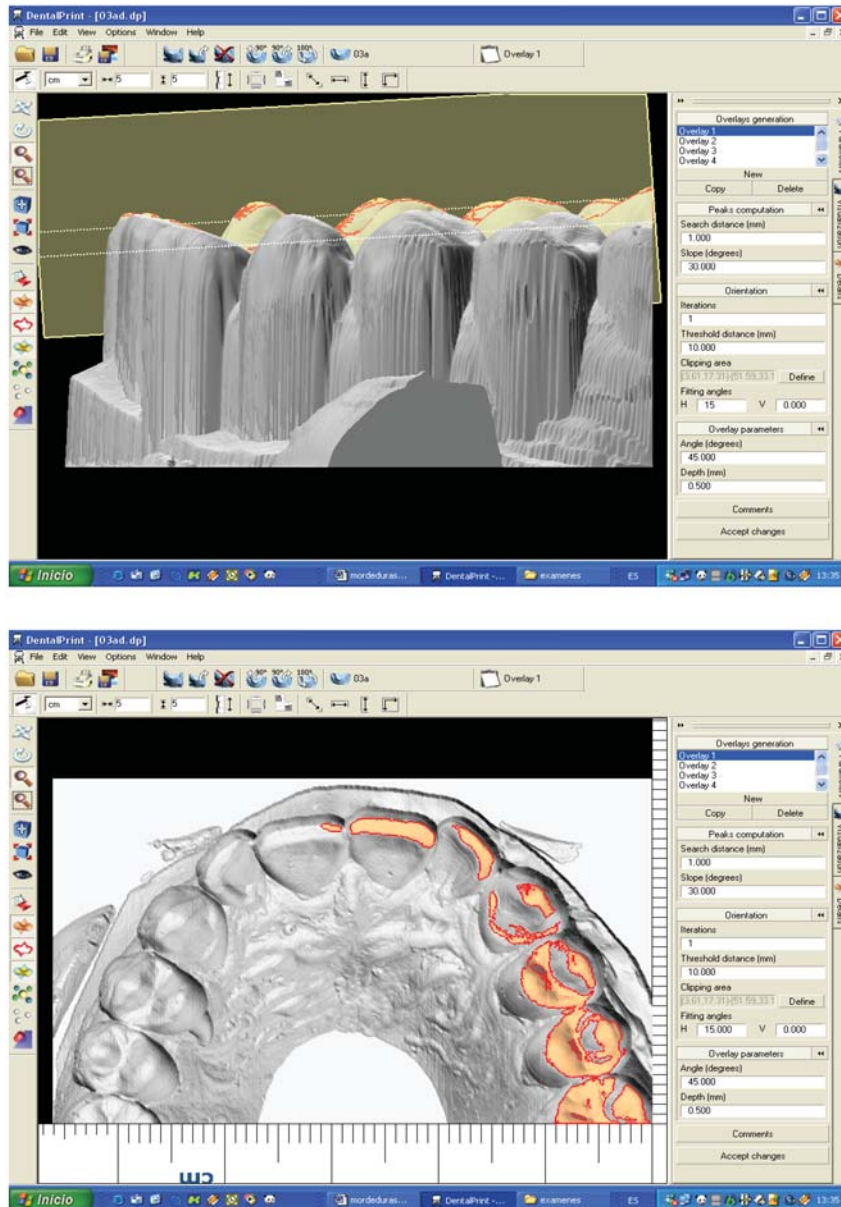 DentalPrint - [03ad.dp]
File Edit View Options Window Help
90° 90° 180° 03a Overlay 1
cm 5 5
Overlays generation
Overlay 1
Overlay 2
Overlay 3
Overlay 4
New
Copy Delete
Peaks computation
Search distance (mm)
1.000
Slope (degrees)
30.000
Orientation
Iterations
1
Threshold distance (mm)
10.000
Clipping area
Define
Fitting angles
H 15 V 0.000
Overlay parameters
Angle (degrees)
45.000
Depth (mm)
0.500
Comments
Accept changes
Inicio mordeduras... DentalPrint -... examenes ES 13:35
DentalPrint - [03ad.dp]
File Edit View Options Window Help
90° 90° 180° 03a Overlay 1
cm 5 5
Overlays generation
Overlay 1
Overlay 2
Overlay 3
Overlay 4
New
Copy Delete
Peaks computation
Search distance (mm)
1.000
Slope (degrees)
30.000
Orientation
Iterations
1
Threshold distance (mm)
10.000
Clipping area
Define
Fitting angles
H 15.000 V 0.000
Overlay parameters
Angle (degrees)
45.000
Depth (mm)
0.500
Comments
Accept changes
cm
Inicio mordeduras... DentalPrint -... examenes ES 13:35